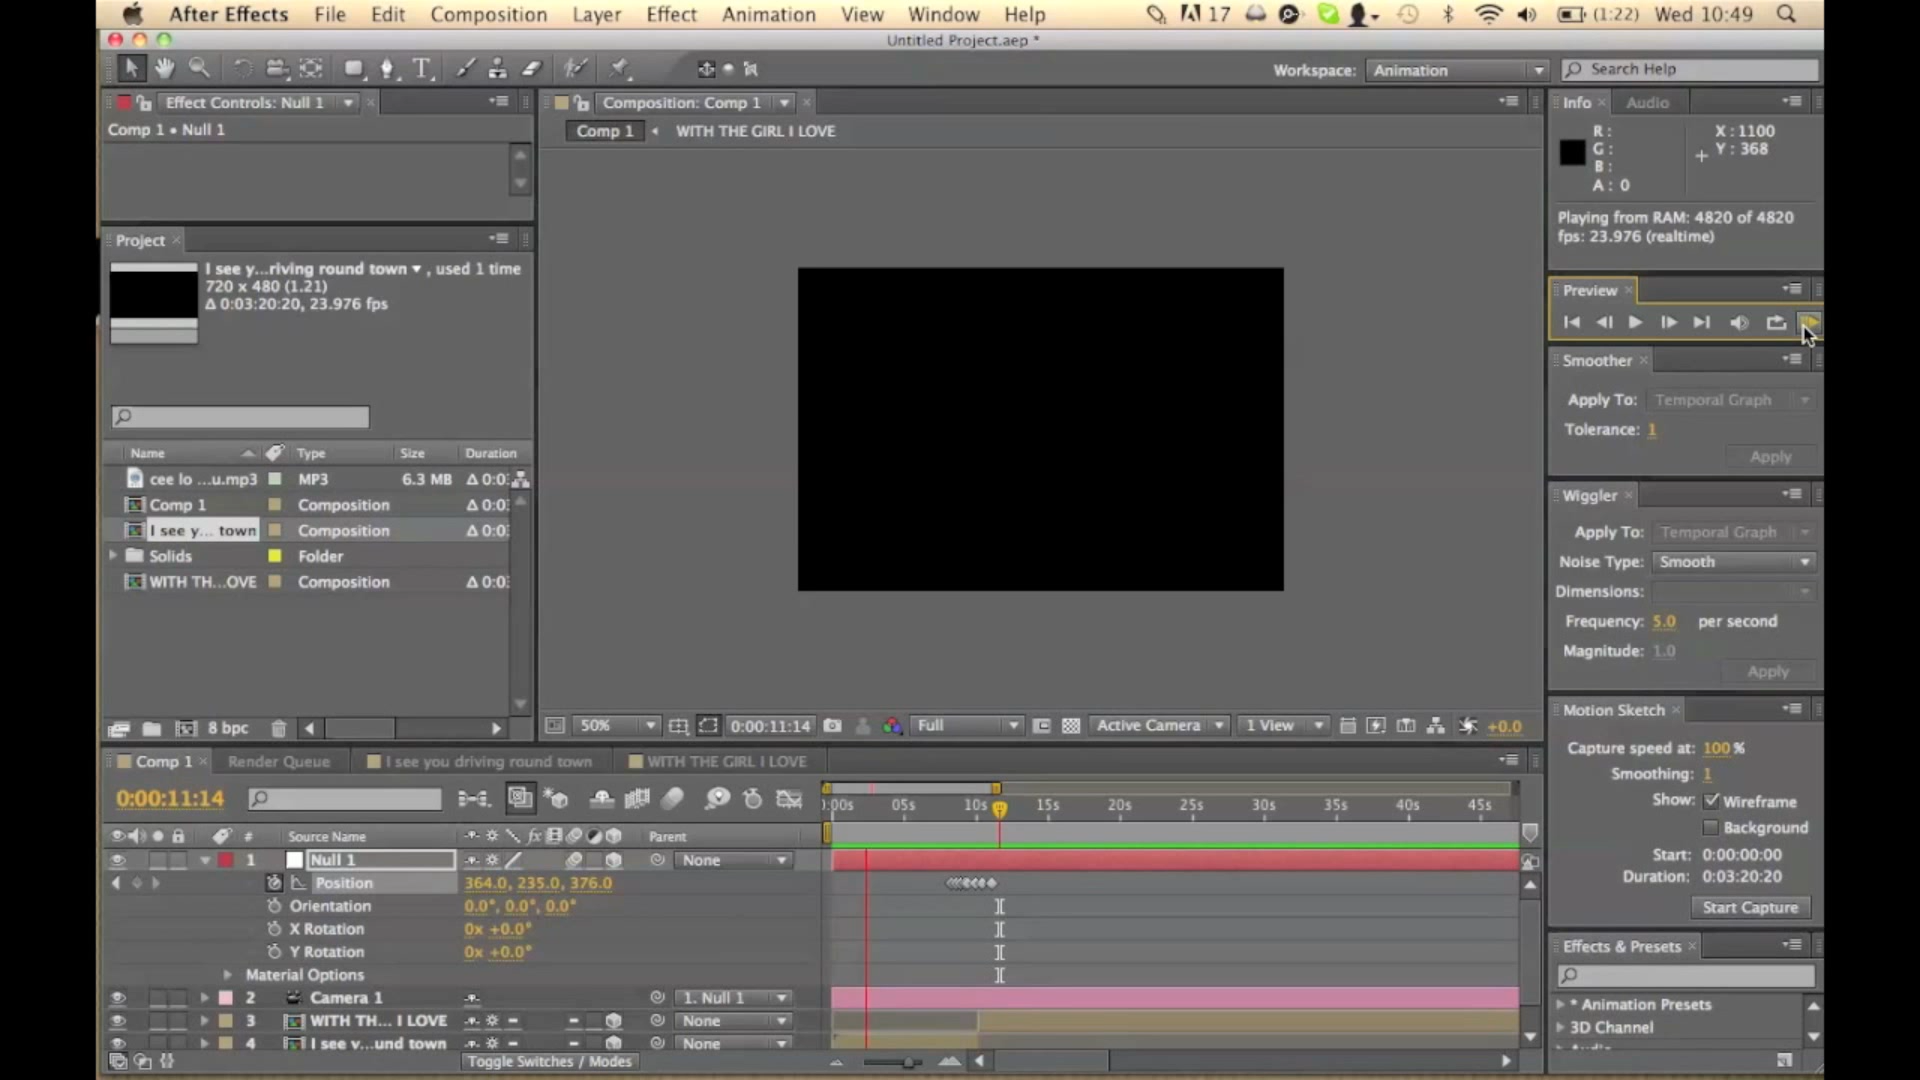 After Effects File Edit Composition Layer Effect Animation View Window Help 17 (1:22) Wed 10:49
Untitled Project.aep *
Workspace: Animation Search Help
Effect Controls: Null 1
Comp 1 • Null 1
Composition: Comp 1
Comp 1 WITH THE GIRL I LOVE
Info Audio
R :
G :
B :
A : 0
X : 1100
Y : 368
Playing from RAM: 4820 of 4820
fps: 23.976 (realtime)
Project
I see y...riving round town , used 1 time
720 x 480 (1.21)
Δ 0:03:20:20, 23.976 fps
Name Type Size Duration
cee lo ...u.mp3 MP3 6.3 MB Δ 0:0
Comp 1 Composition Δ 0:0
I see y... town Composition Δ 0:0
Solids Folder
WITH TH...OVE Composition Δ 0:0
8 bpc
50% 0:00:11:14 Full Active Camera 1 View +0.0
Preview
Smoother
Apply To: Temporal Graph
Tolerance: 1
Apply
Wiggler
Apply To: Temporal Graph
Noise Type: Smooth
Dimensions:
Frequency: 5.0 per second
Magnitude: 1.0
Apply
Motion Sketch
Capture speed at: 100 %
Smoothing: 1
Show: Wireframe
Background
Start: 0:00:00:00
Duration: 0:03:20:20
Start Capture
Effects & Presets
* Animation Presets
3D Channel
Comp 1 Render Queue I see you driving round town WITH THE GIRL I LOVE
0:00:11:14
:00s 05s 10s 15s 20s 25s 30s 35s 40s 45s
# Source Name fx Parent
1 Null 1 None
Position 364.0, 235.0, 376.0
Orientation 0.0°, 0.0°, 0.0°
X Rotation 0x +0.0°
Y Rotation 0x +0.0°
Material Options
2 Camera 1 1. Null 1
3 WITH TH... I LOVE None
4 I see y...und town None
Toggle Switches / Modes